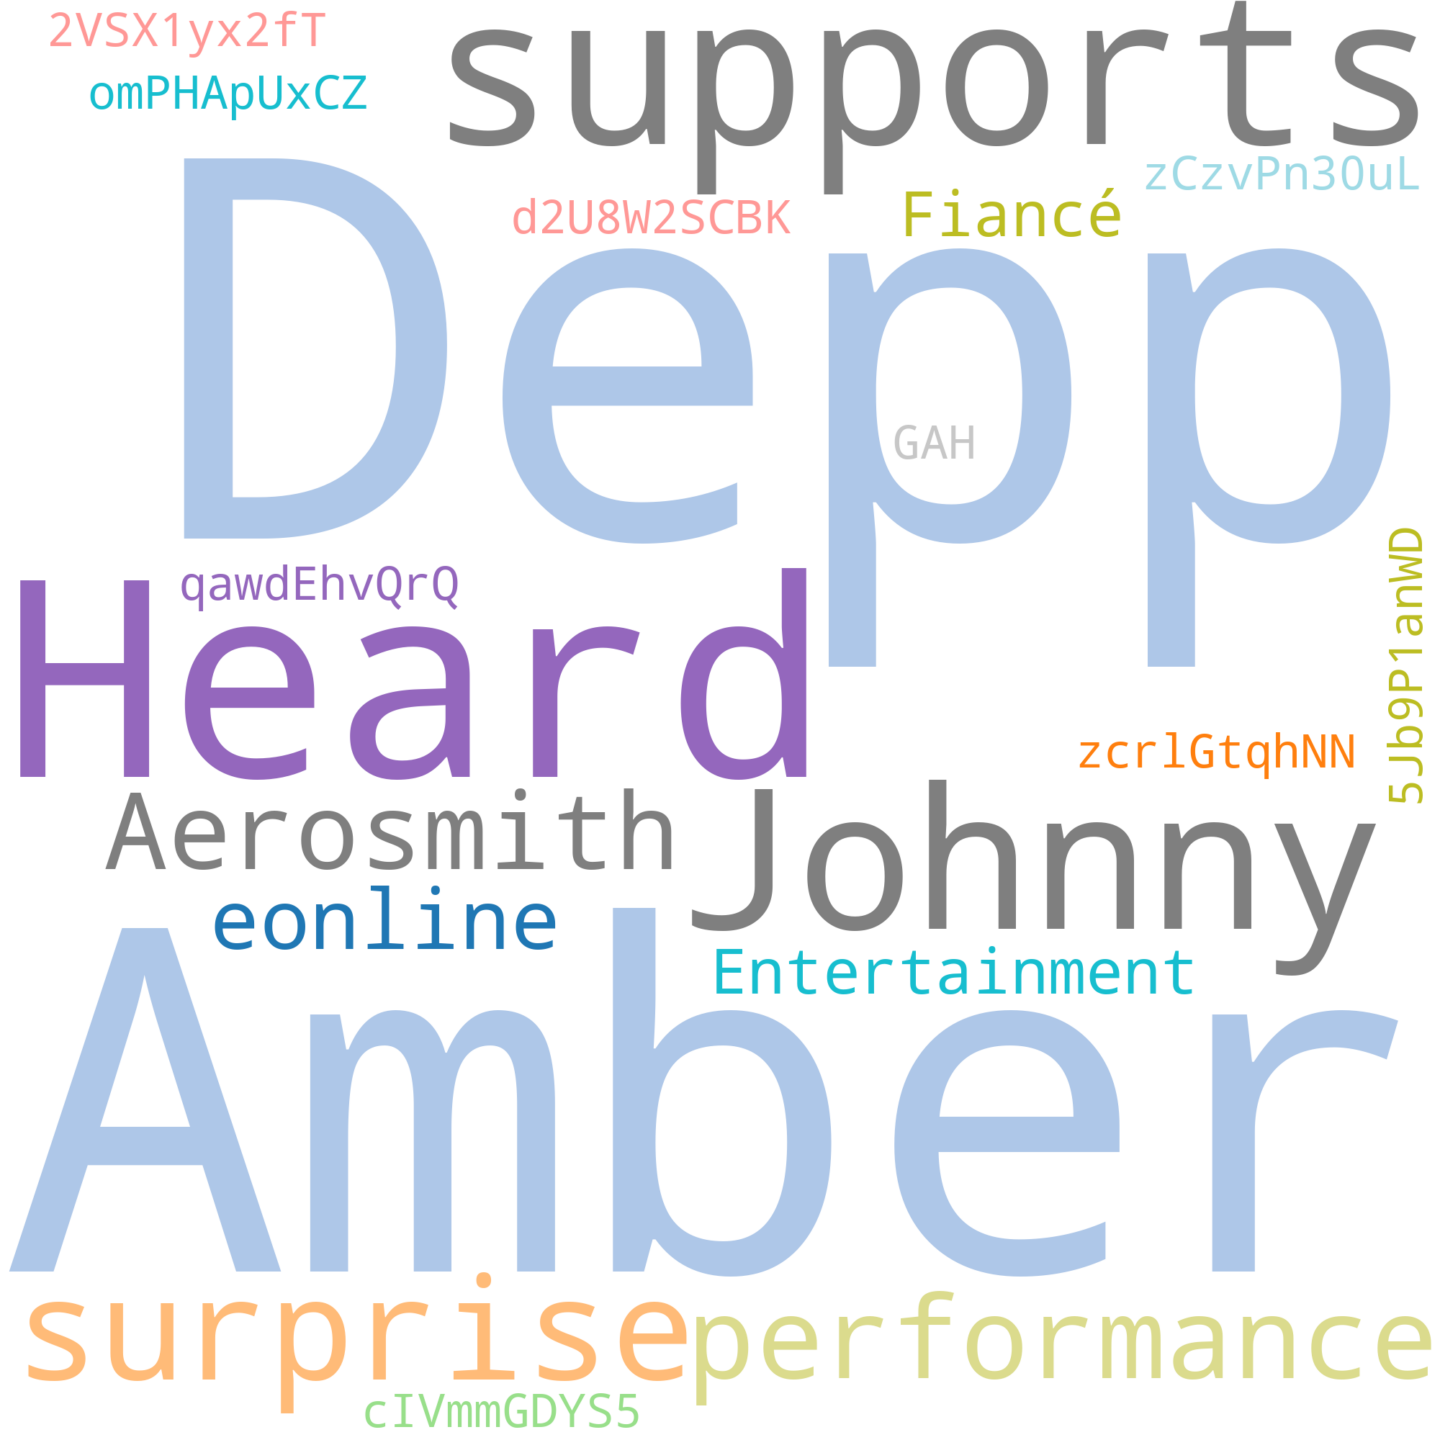 2VSX1yx2fT
supports
omPHApUxCZ
zCzvPn30uL
Depp
d2U8W2SCBK
Fiancé
GAH
5Jb9P1anWD
qawdEhvQrQ
Heard
zcrlGtqhNN
Aerosmith
Johnny
eonline
Entertainment
Amber
surprise
performance
cIVmmGDYS5